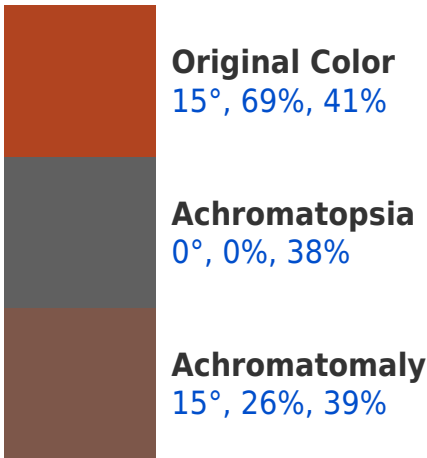 Original Color
15°, 69%, 41%
Achromatopsia
0°, 0%, 38%
Achromatomaly
15°, 26%, 39%